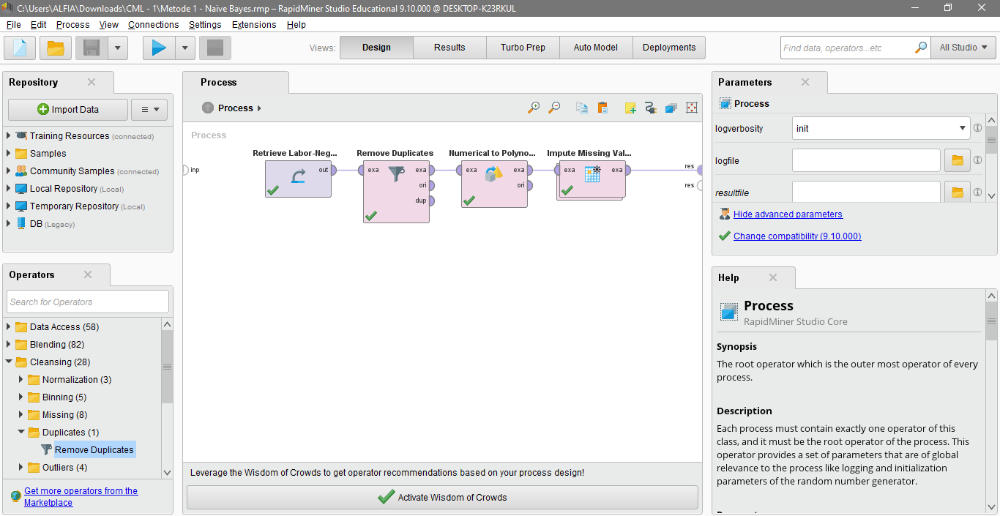 C:\Users\ALFIA\Downloads\CML - 1\Metode 1 - Naive Bayes.rmp – RapidMiner Studio Educational 9.10.000 @ DESKTOP-K23RKUL
File Edit Process View Connections Settings Extensions Help
Views: Design Results Turbo Prep Auto Model Deployments
Find data, operators...etc
All Studio
Repository
Import Data
Training Resources (connected)
Samples
Community Samples (connected)
Local Repository (Local)
Temporary Repository (Local)
DB (Legacy)
Operators
Search for Operators
Data Access (58)
Blending (82)
Cleansing (28)
Normalization (3)
Binning (5)
Missing (8)
Duplicates (1)
Remove Duplicates
Outliers (4)
Get more operators from the
Marketplace
Process
Process
Process
inp
Retrieve Labor-Neg...
out
Remove Duplicates
exa exa
ori
dup
Numerical to Polyno...
exa exa
ori
Impute Missing Val...
exa exa
res
res
Leverage the Wisdom of Crowds to get operator recommendations based on your process design!
Activate Wisdom of Crowds
Parameters
Process
logverbosity init
logfile
resultfile
Hide advanced parameters
Change compatibility (9.10.000)
Help
Process
RapidMiner Studio Core
Synopsis
The root operator which is the outer most operator of every
process.
Description
Each process must contain exactly one operator of this
class, and it must be the root operator of the process. This
operator provides a set of parameters that are of global
relevance to the process like logging and initialization
parameters of the random number generator.